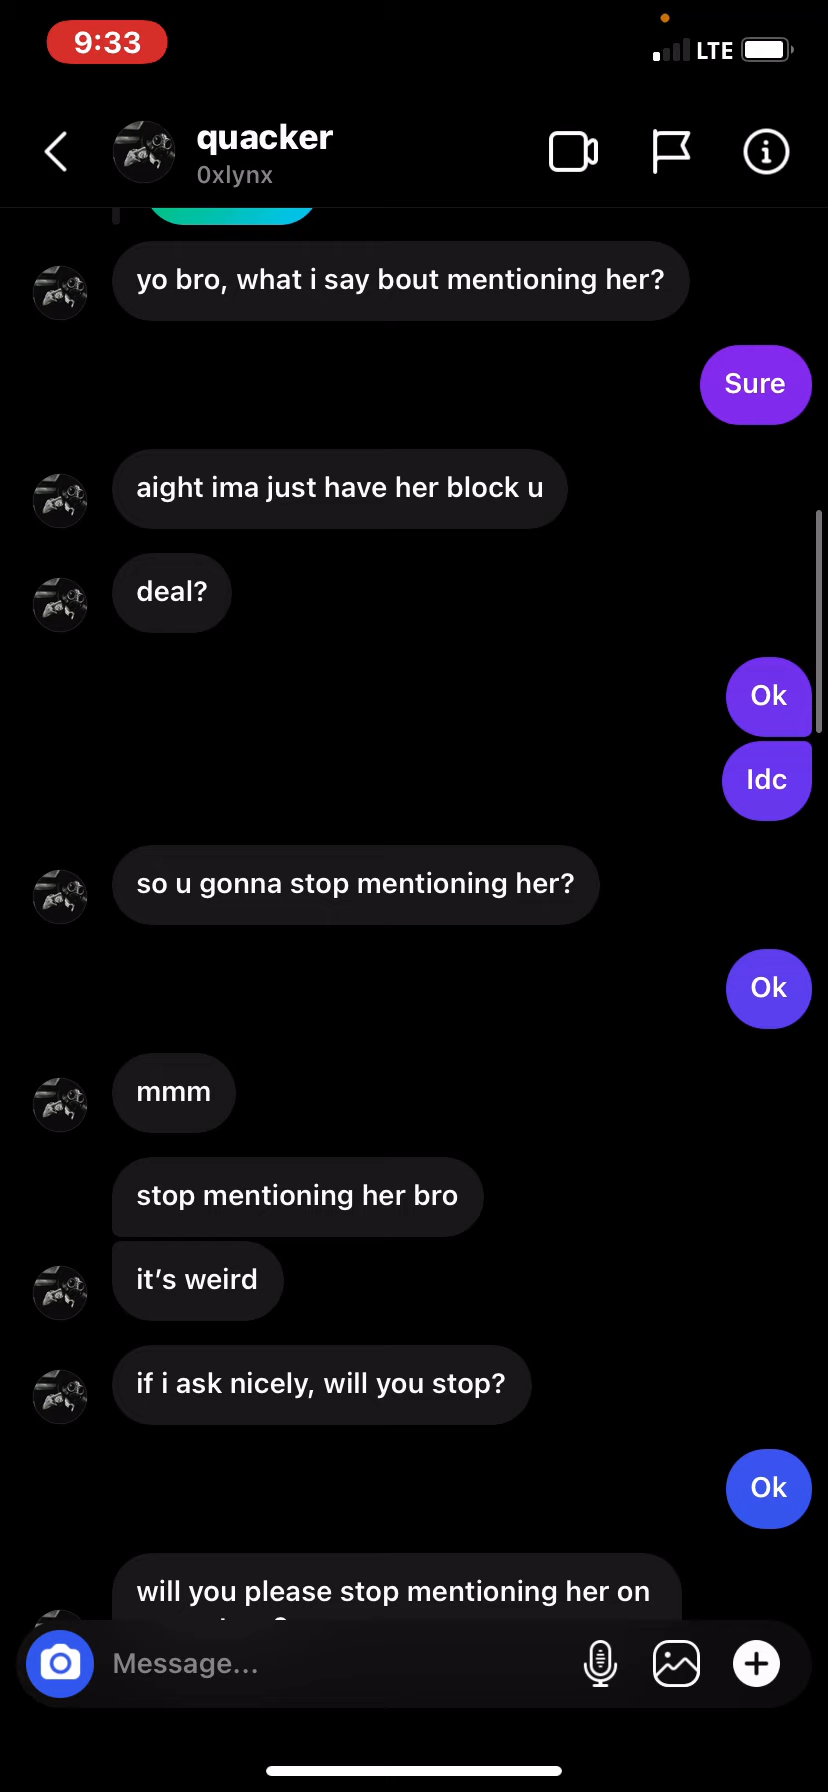 9:33
LTE
quacker
0xlynx
yo bro, what i say bout mentioning her?
Sure
aight ima just have her block u
deal?
Ok
Idc
so u gonna stop mentioning her?
Ok
mmm
stop mentioning her bro
it’s weird
if i ask nicely, will you stop?
Ok
will you please stop mentioning her on
Message...